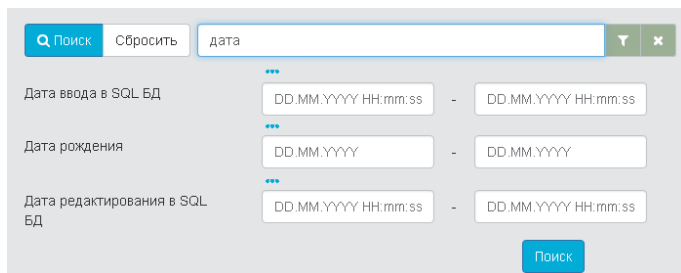 Поиск Сбросить дата
Дата ввода в SQL БД DD.MM.YYYY HH:mm:ss - DD.MM.YYYY HH:mm:ss
Дата рождения DD.MM.YYYY - DD.MM.YYYY
Дата редактирования в SQL DD.MM.YYYY HH:mm:ss - DD.MM.YYYY HH:mm:ss
БД
Поиск